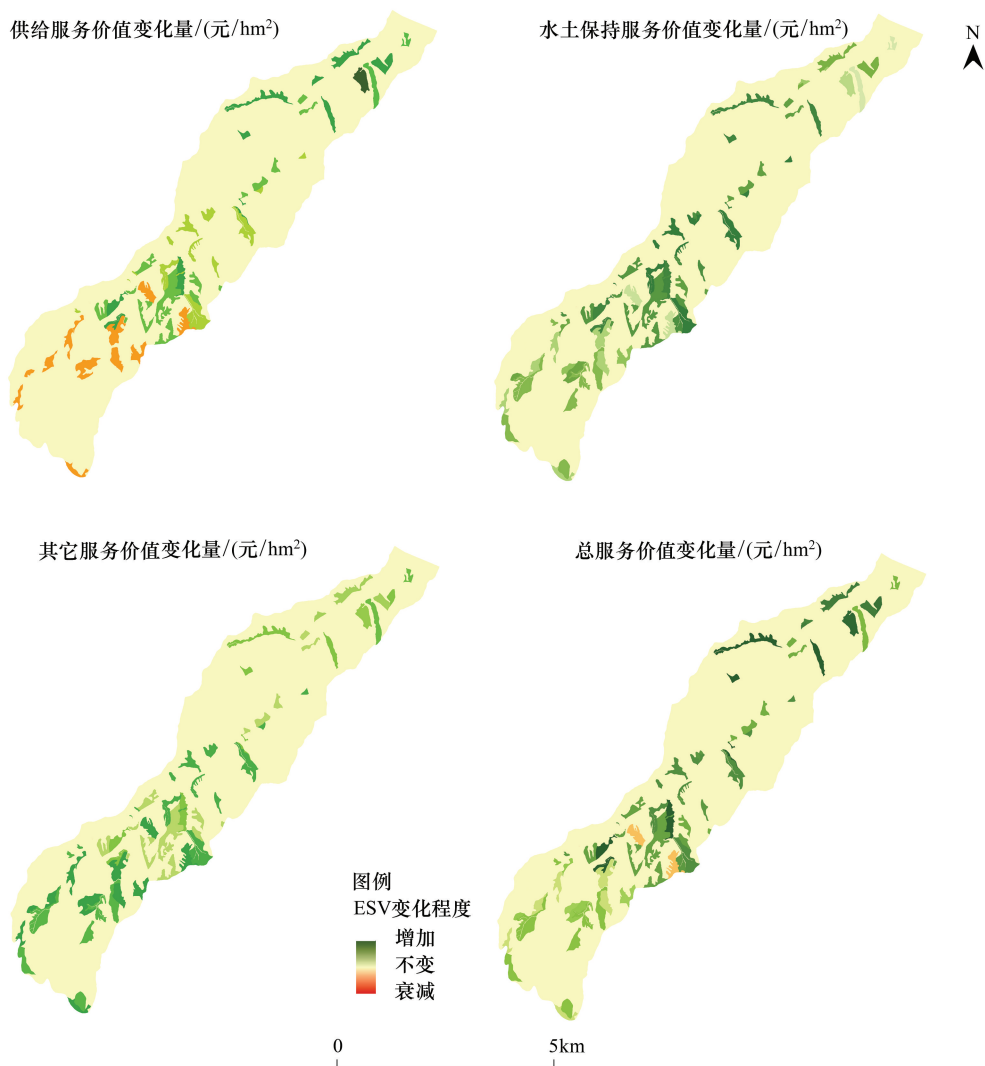 供给服务价值变化量/(元/hm²)
水土保持服务价值变化量/(元/hm²)
N
其它服务价值变化量/(元/hm²)
总服务价值变化量/(元/hm²)
图例
ESV变化程度
增加
不变
衰减
0
5km